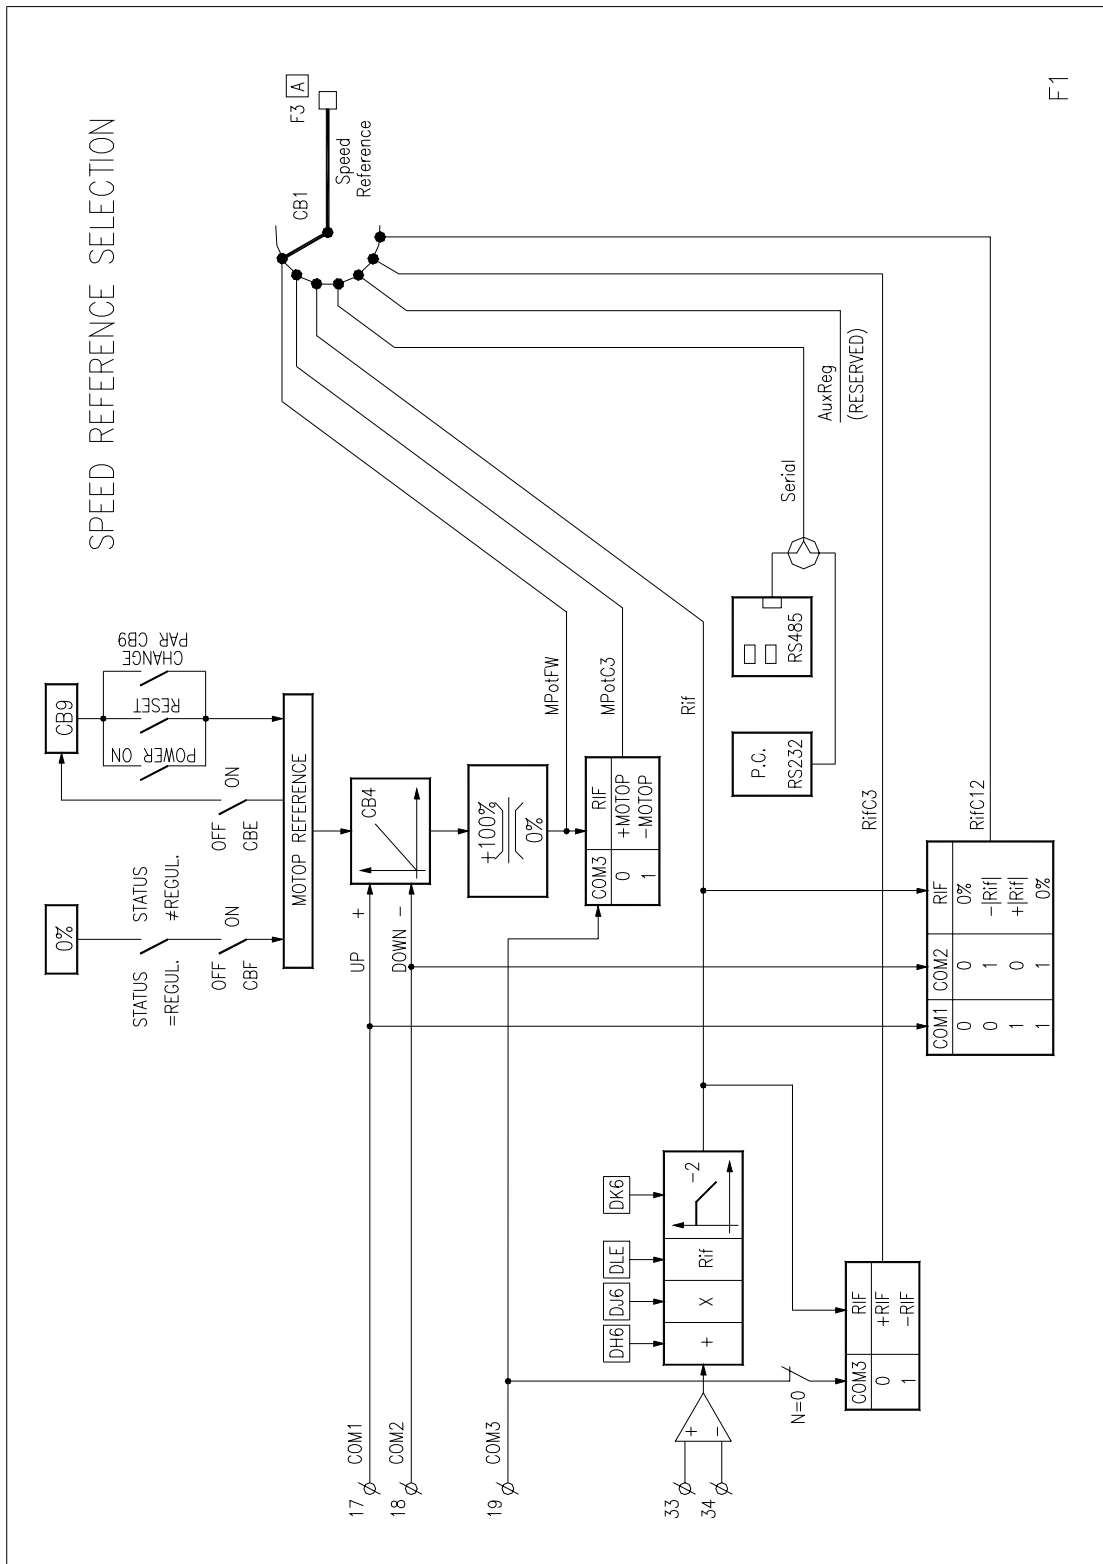 SPEED REFERENCE SELECTION
0%
STATUS
=REGUL.
STATUS
≠REGUL.
OFF
CBF
ON
CB9
POWER ON
RESET
CHANGE
PAR CB9
OFF
CBE
ON
MOTOP REFERENCE
17
COM1
UP +
CB4
18
COM2
DOWN −
+100%
0%
MPotFW
19
COM3
COM3 RIF
0 +MOTOP
1 −MOTOP
MPotC3
CB1
F3 A
Speed
Reference
DH6
DJ6
DLE
DK6
33
34
+
−
+
X
Rif
−2
Rif
P.C.
RS232
RS485
Serial
AuxReg
(RESERVED)
N=0
COM3 RIF
0 +RIF
1 −RIF
RifC3
COM1 COM2 RIF
0 0 0%
0 1 −|Rif|
1 0 +|Rif|
1 1 0%
RifC12
F1